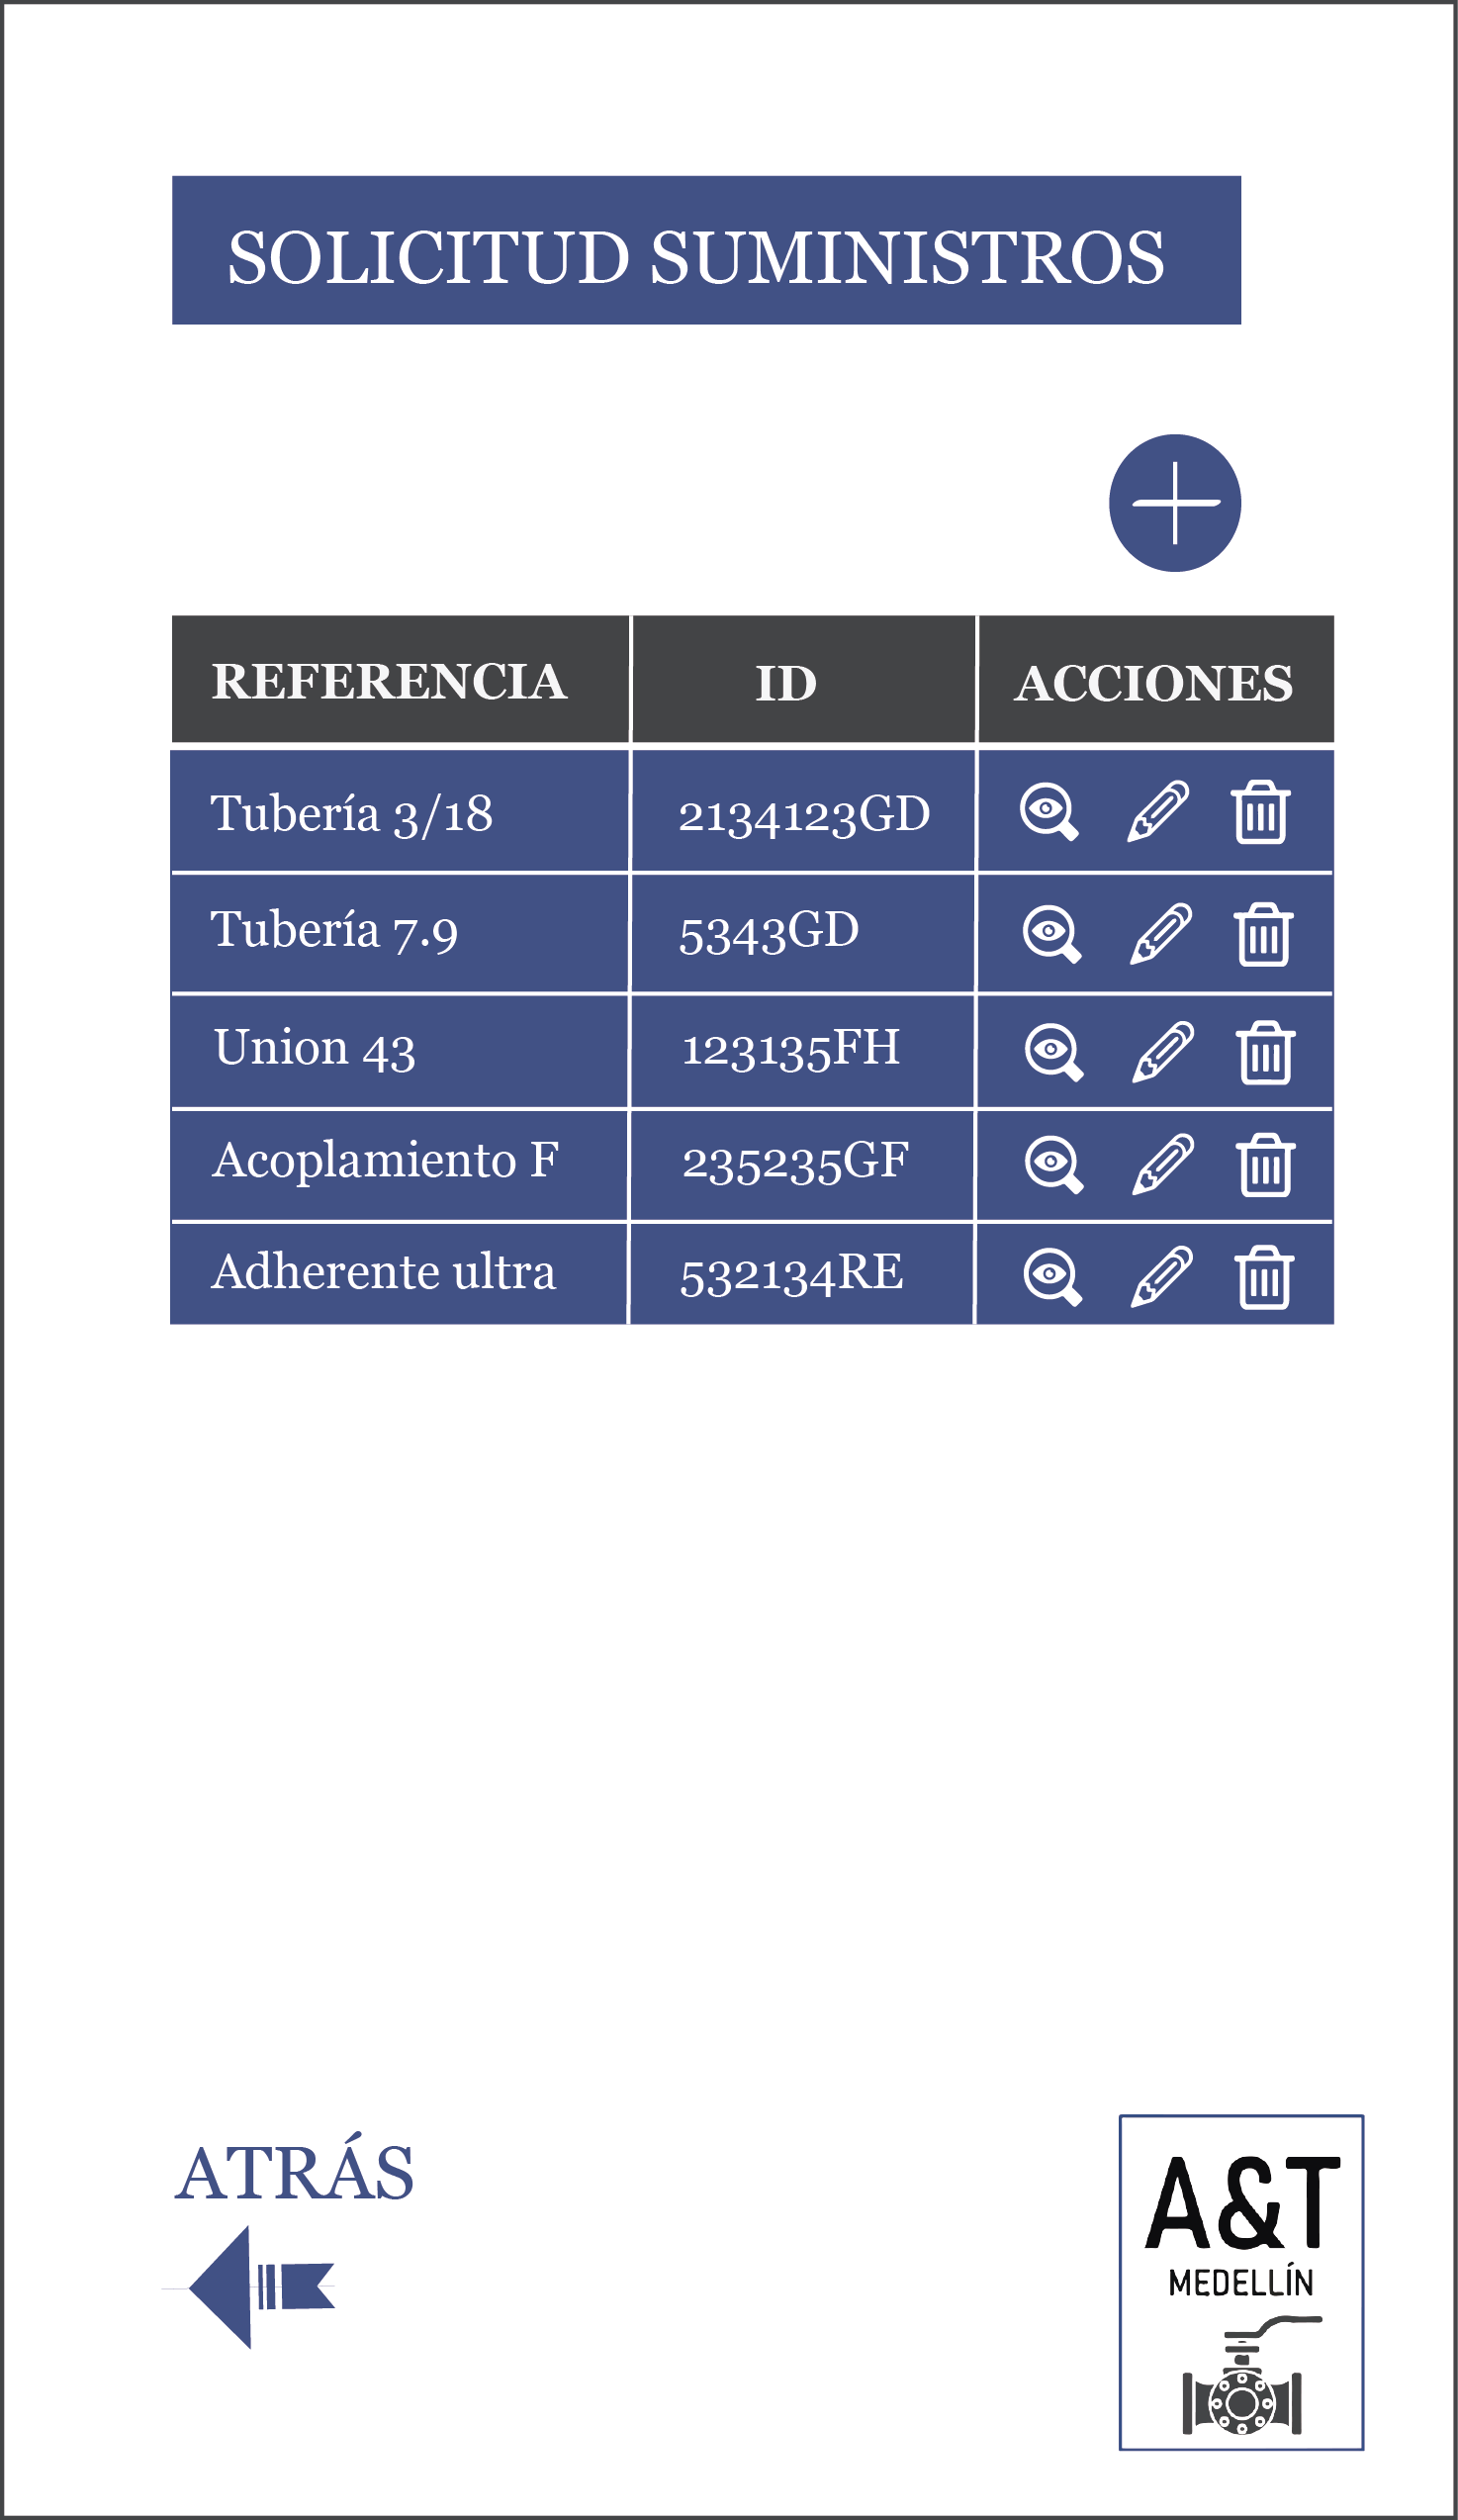 SOLICITUD SUMINISTROS
REFERENCIA ID ACCIONES
Tubería 3/18 2134123GD
Tubería 7.9 5343GD
Union 43 123135FH
Acoplamiento F 235235GF
Adherente ultra 532134RE
ATRÁS
A&T
MEDELLÍN